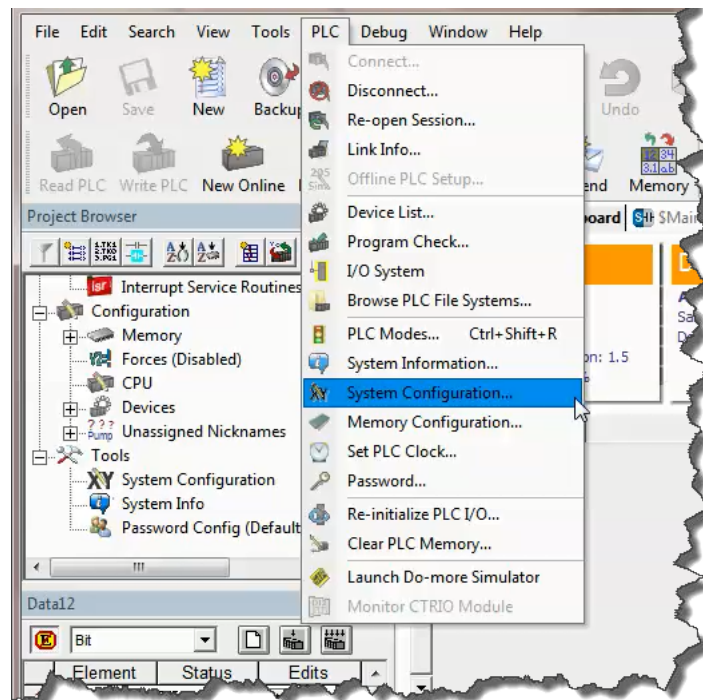 File Edit Search View Tools PLC Debug Window Help
Open Save New Backup
Read PLC Write PLC New Online
Undo
Memory
Project Browser
Interrupt Service Routines
Configuration
Memory
Forces (Disabled)
CPU
Devices
Unassigned Nicknames
Tools
System Configuration
System Info
Password Config (Default
Connect...
Disconnect...
Re-open Session...
Link Info...
Offline PLC Setup...
Device List...
Program Check...
I/O System
Browse PLC File Systems...
PLC Modes... Ctrl+Shift+R
System Information...
System Configuration...
Memory Configuration...
Set PLC Clock...
Password...
Re-initialize PLC I/O...
Clear PLC Memory...
Launch Do-more Simulator
Monitor CTRIO Module
$Main
on: 1.5
Data12
Bit
Element Status Edits